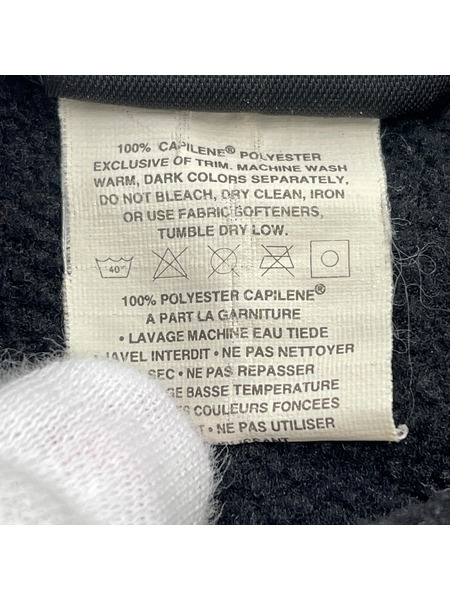 100% CAPILENE® POLYESTER
EXCLUSIVE OF TRIM. MACHINE WASH
WARM, DARK COLORS SEPARATELY,
DO NOT BLEACH, DRY CLEAN, IRON
OR USE FABRIC SOFTENERS,
TUMBLE DRY LOW.
40°
100% POLYESTER CAPILENE®
A PART LA GARNITURE
• LAVAGE MACHINE EAU TIEDE
JAVEL INTERDIT • NE PAS NETTOYER
SEC • NE PAS REPASSER
BASSE TEMPERATURE
COULEURS FONCEES
• NE PAS UTILISER